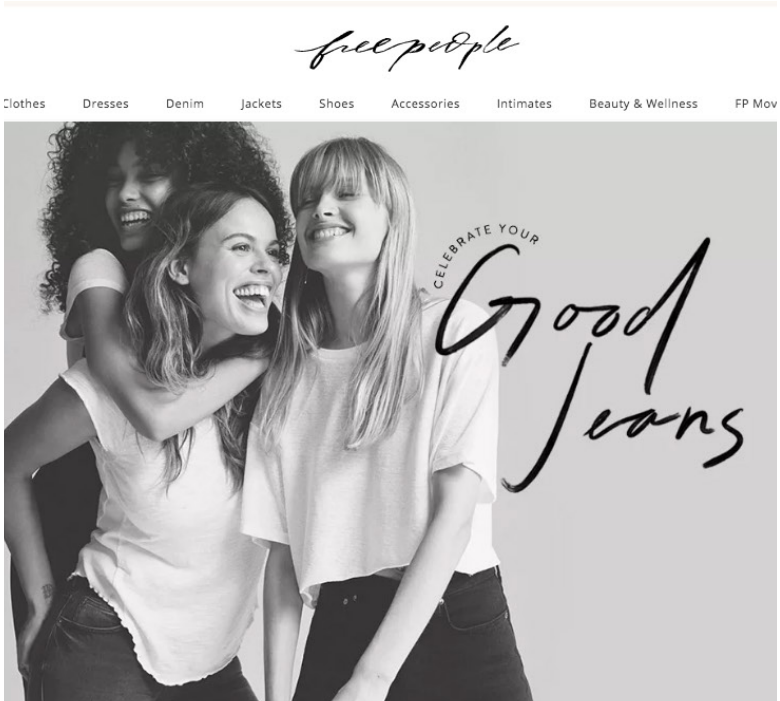 free people
Clothes Dresses Denim Jackets Shoes Accessories Intimates Beauty & Wellness FP Mov
CELEBRATE YOUR
Good
Jeans